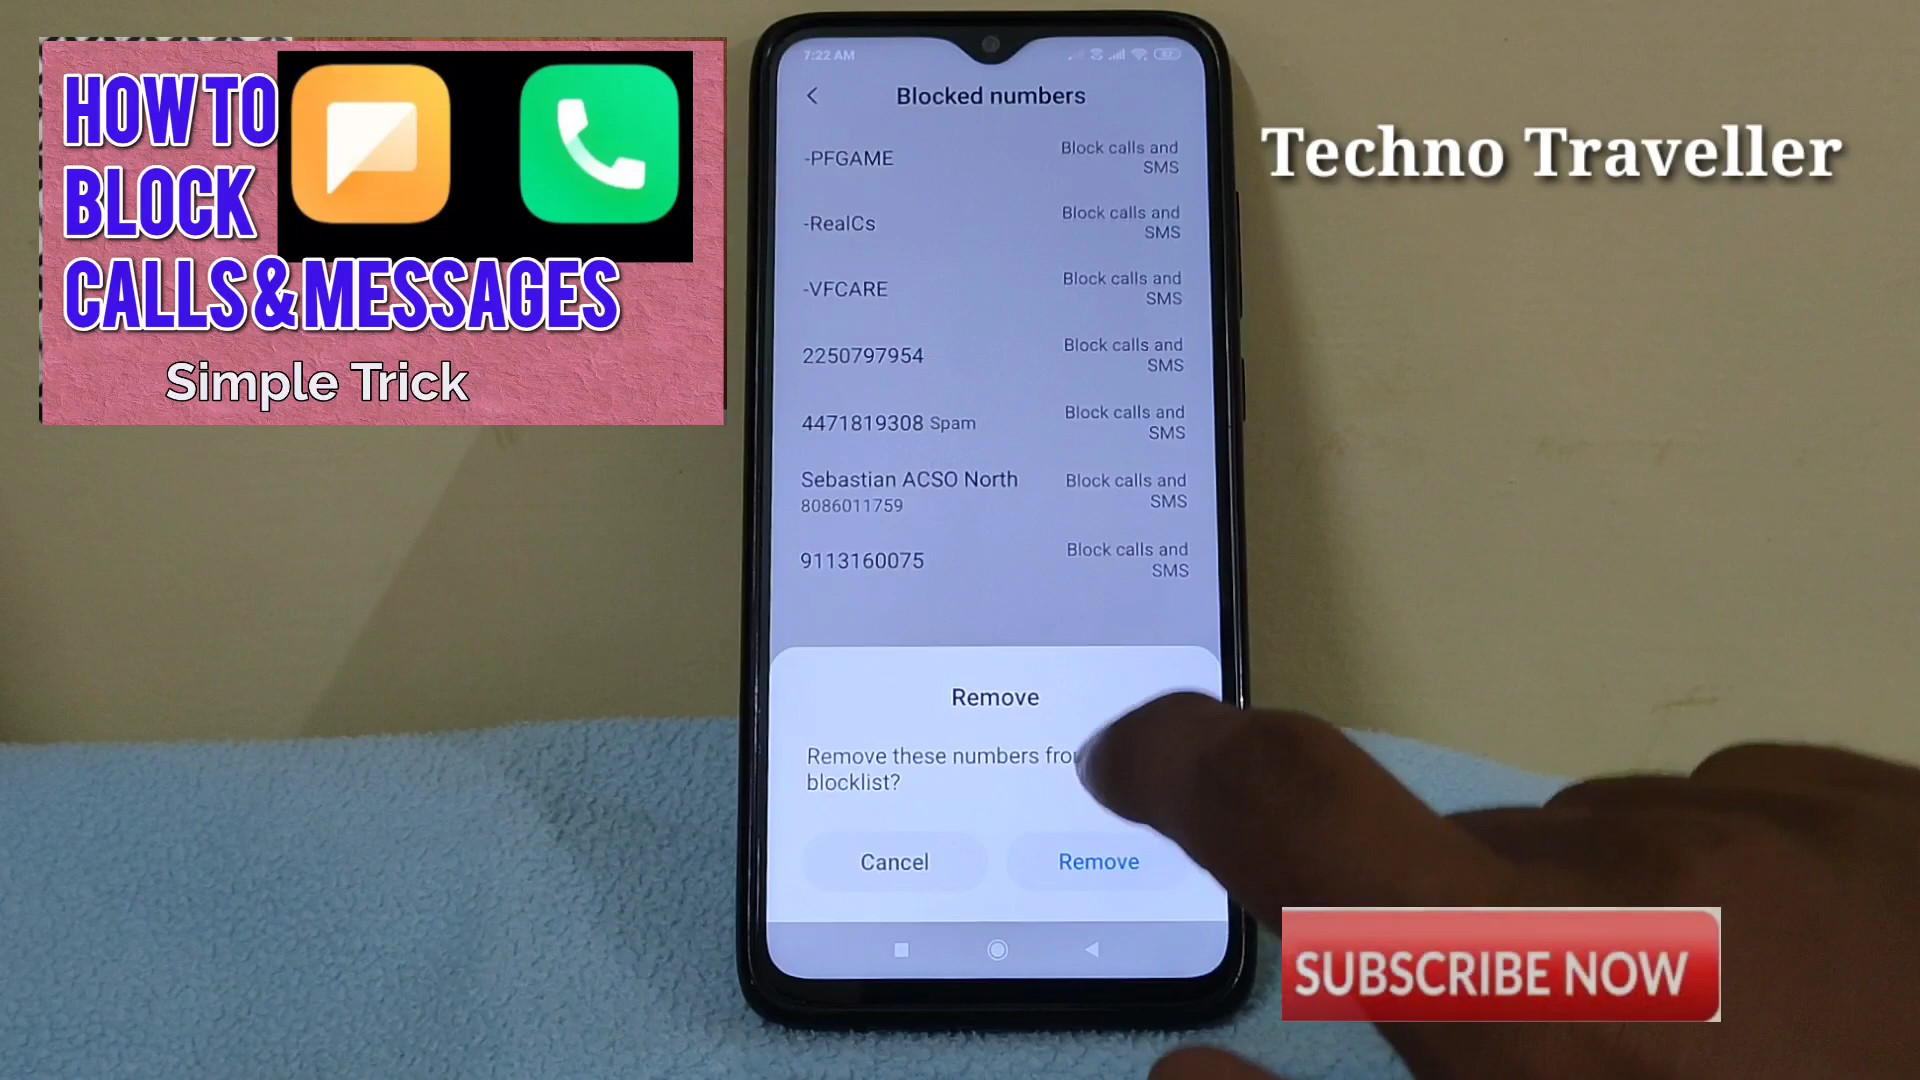 HOW TO
BLOCK
CALLS & MESSAGES
Simple Trick
Techno Traveller
7:22 AM
Blocked numbers
-PFGAME
Block calls and
SMS
-RealCs
Block calls and
SMS
-VFCARE
Block calls and
SMS
2250797954
Block calls and
SMS
4471819308 Spam
Block calls and
SMS
Sebastian ACSO North
8086011759
Block calls and
SMS
9113160075
Block calls and
SMS
Remove
Remove these numbers
blocklist?
Cancel
Remove
SUBSCRIBE NOW